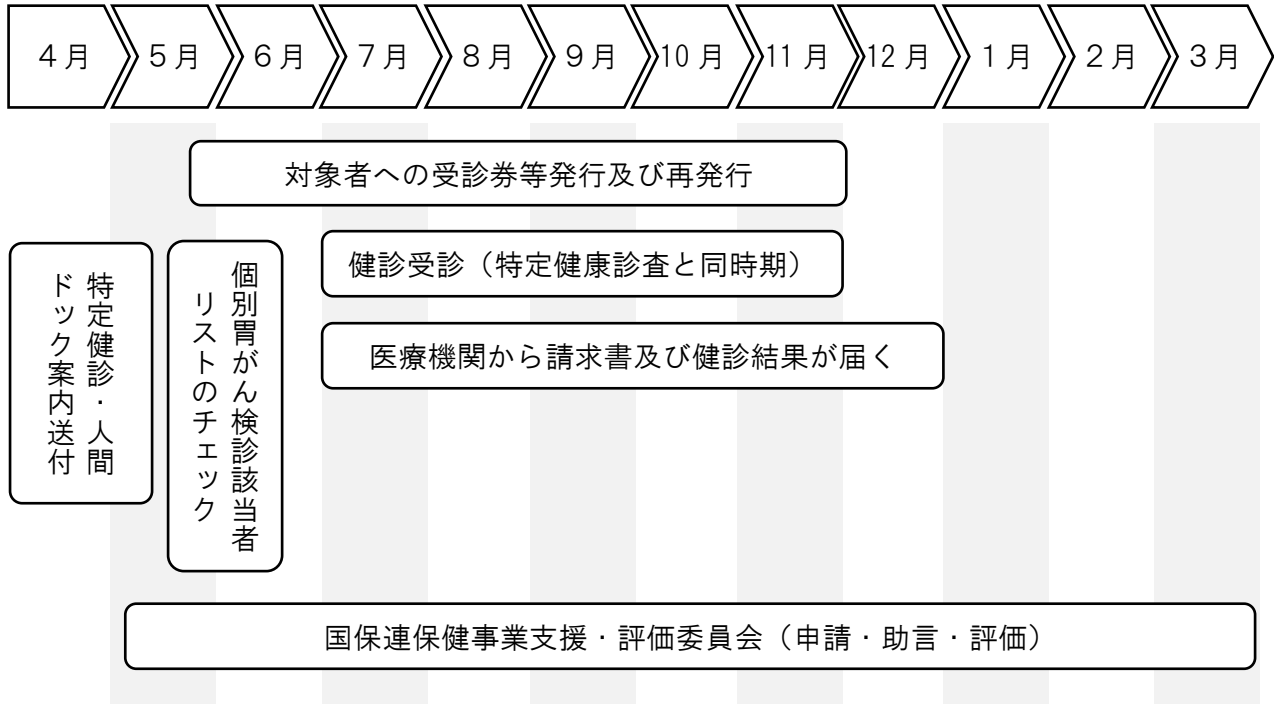 ４月 ５月 ６月 ７月 ８月 ９月 10 月 11 月 12 月 １月 ２月 ３月
対象者への受診券等発行及び再発行
特定健診・人間
ドック案内送付
個別胃がん検診該当者
リストのチェック
健診受診（特定健康診査と同時期）
医療機関から請求書及び健診結果が届く
国保連保健事業支援・評価委員会（申請・助言・評価）